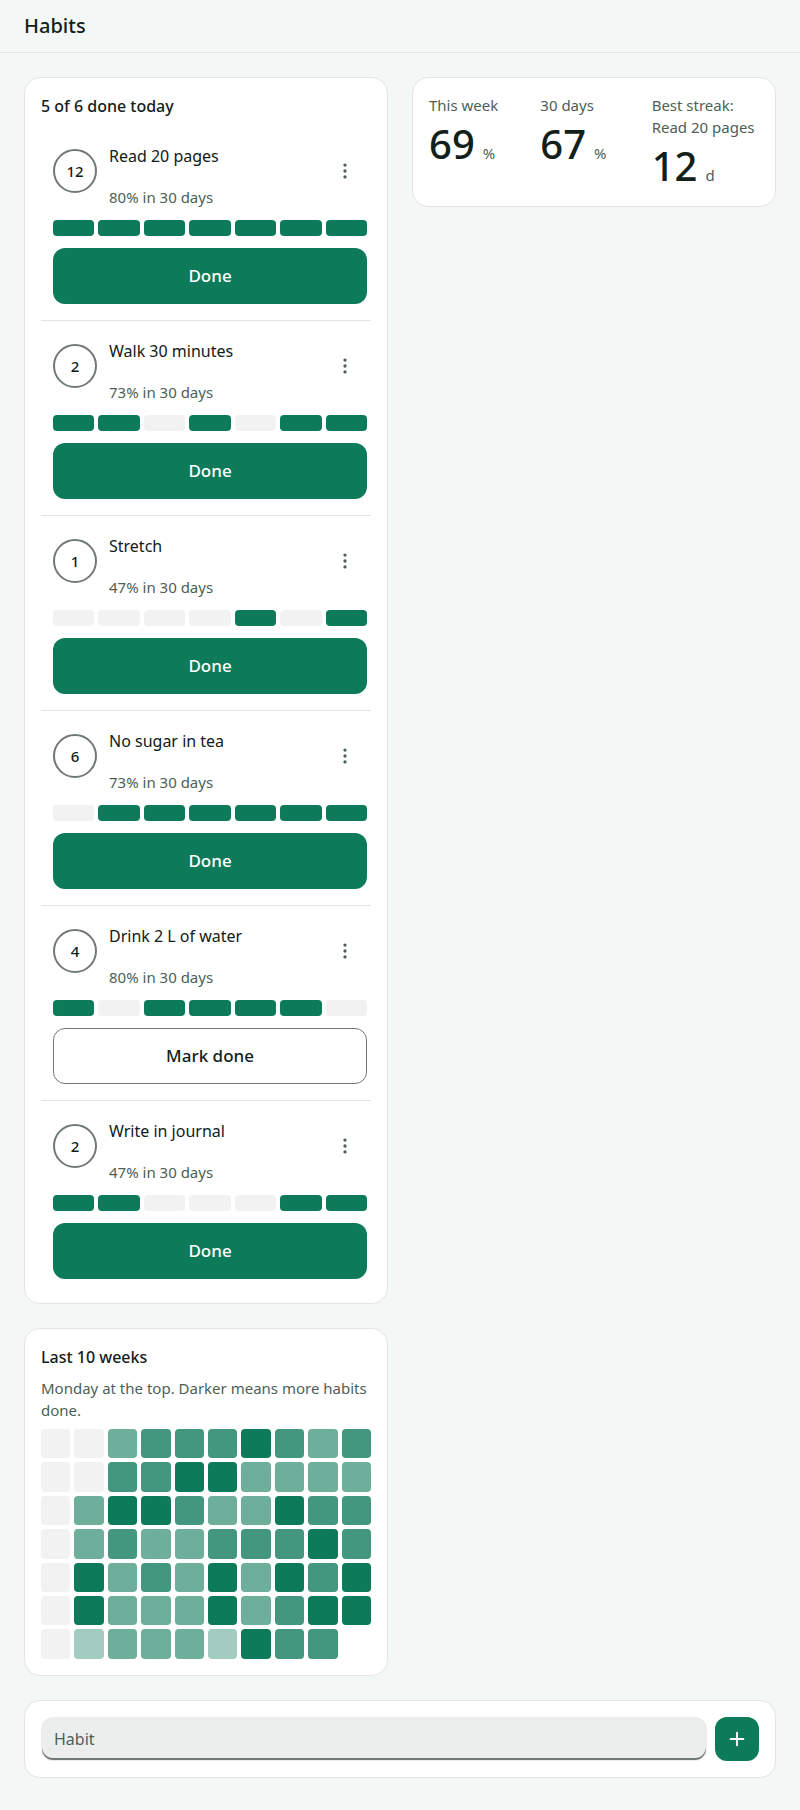 Habits
5 of 6 done today
12
Read 20 pages
80% in 30 days
Done
2
Walk 30 minutes
73% in 30 days
Done
1
Stretch
47% in 30 days
Done
6
No sugar in tea
73% in 30 days
Done
4
Drink 2 L of water
80% in 30 days
Mark done
2
Write in journal
47% in 30 days
Done
This week
69 %
30 days
67 %
Best streak:
Read 20 pages
12 d
Last 10 weeks
Monday at the top. Darker means more habits
done.
Habit